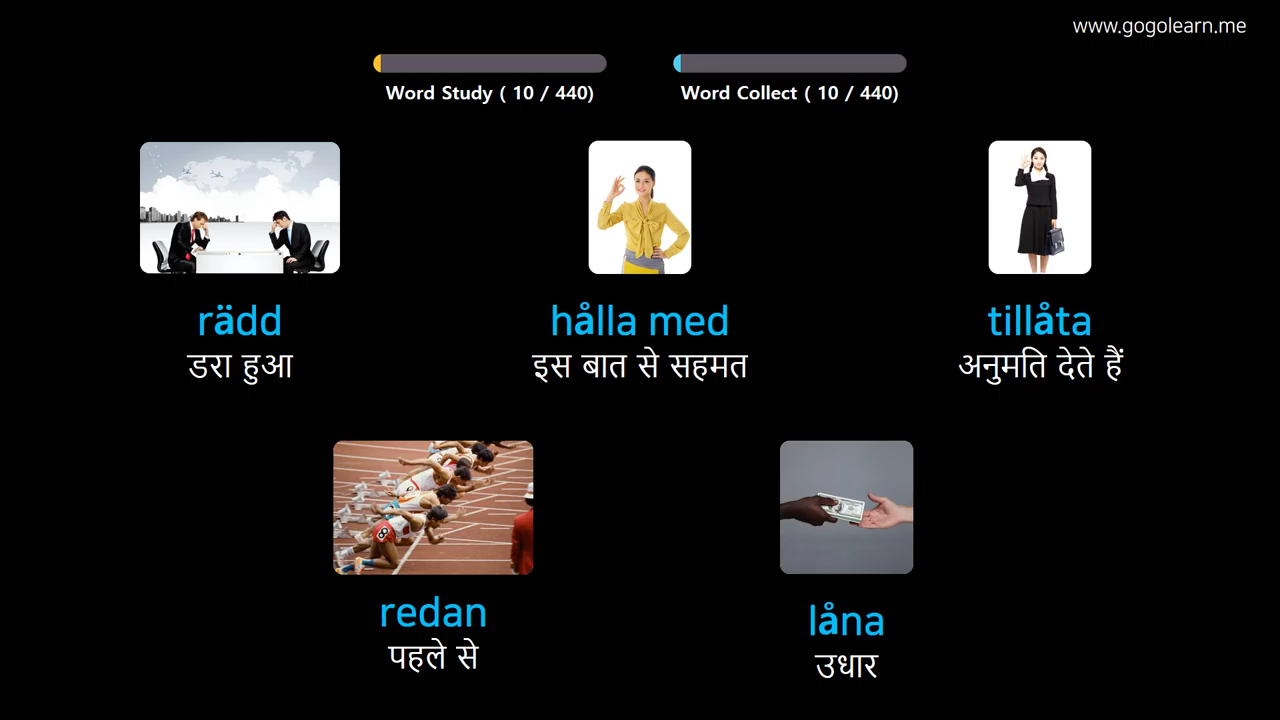 www.gogolearn.me
Word Study ( 10 / 440)
Word Collect ( 10 / 440)
rädd
डरा हुआ
hålla med
इस बात से सहमत
tillåta
अनुमति देते हैं
redan
पहले से
låna
उधार